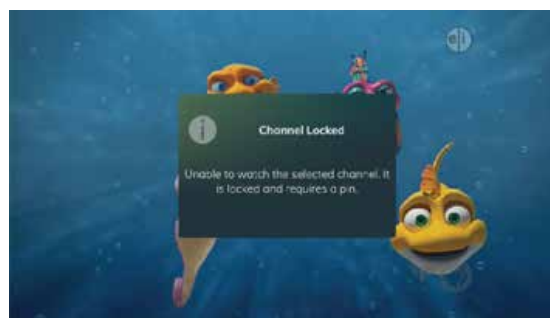 e|i
Channel Locked
Unable to watch the selected channel. It
is locked and requires a pin.